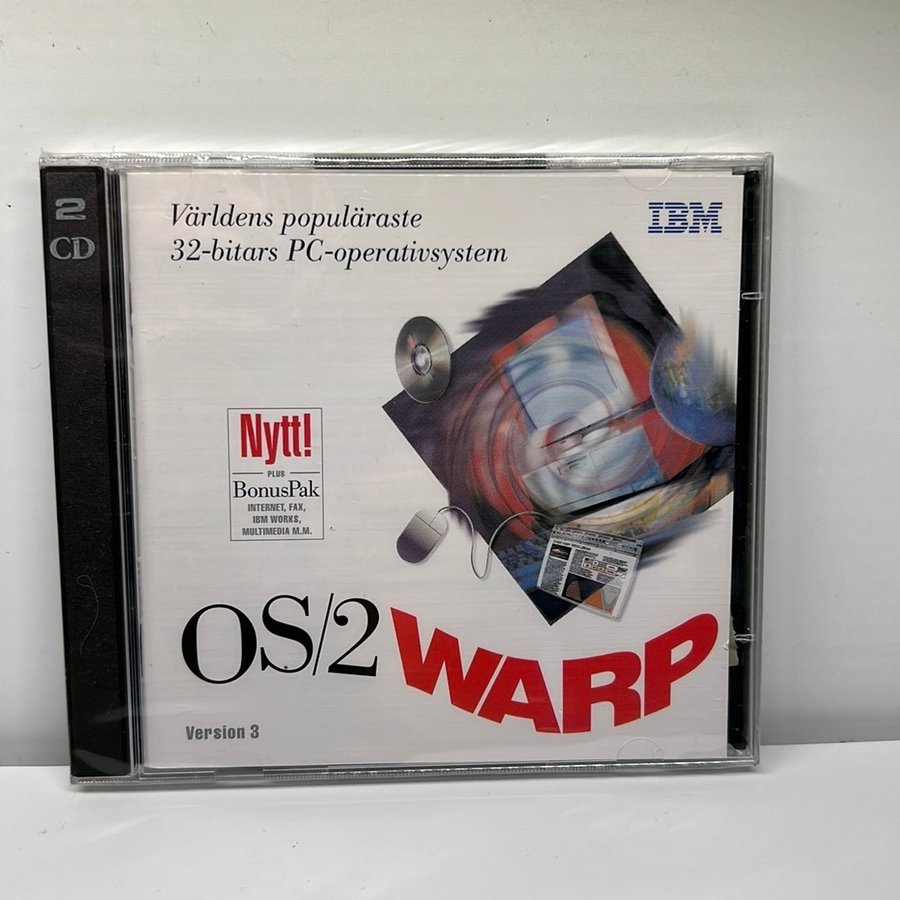 2
CD
Världens populäraste
32-bitars PC-operativsystem
IBM
Nytt!
PLUS
BonusPak
INTERNET, FAX,
IBM WORKS,
MULTIMEDIA M.M.
OS/2 WARP
Version 3